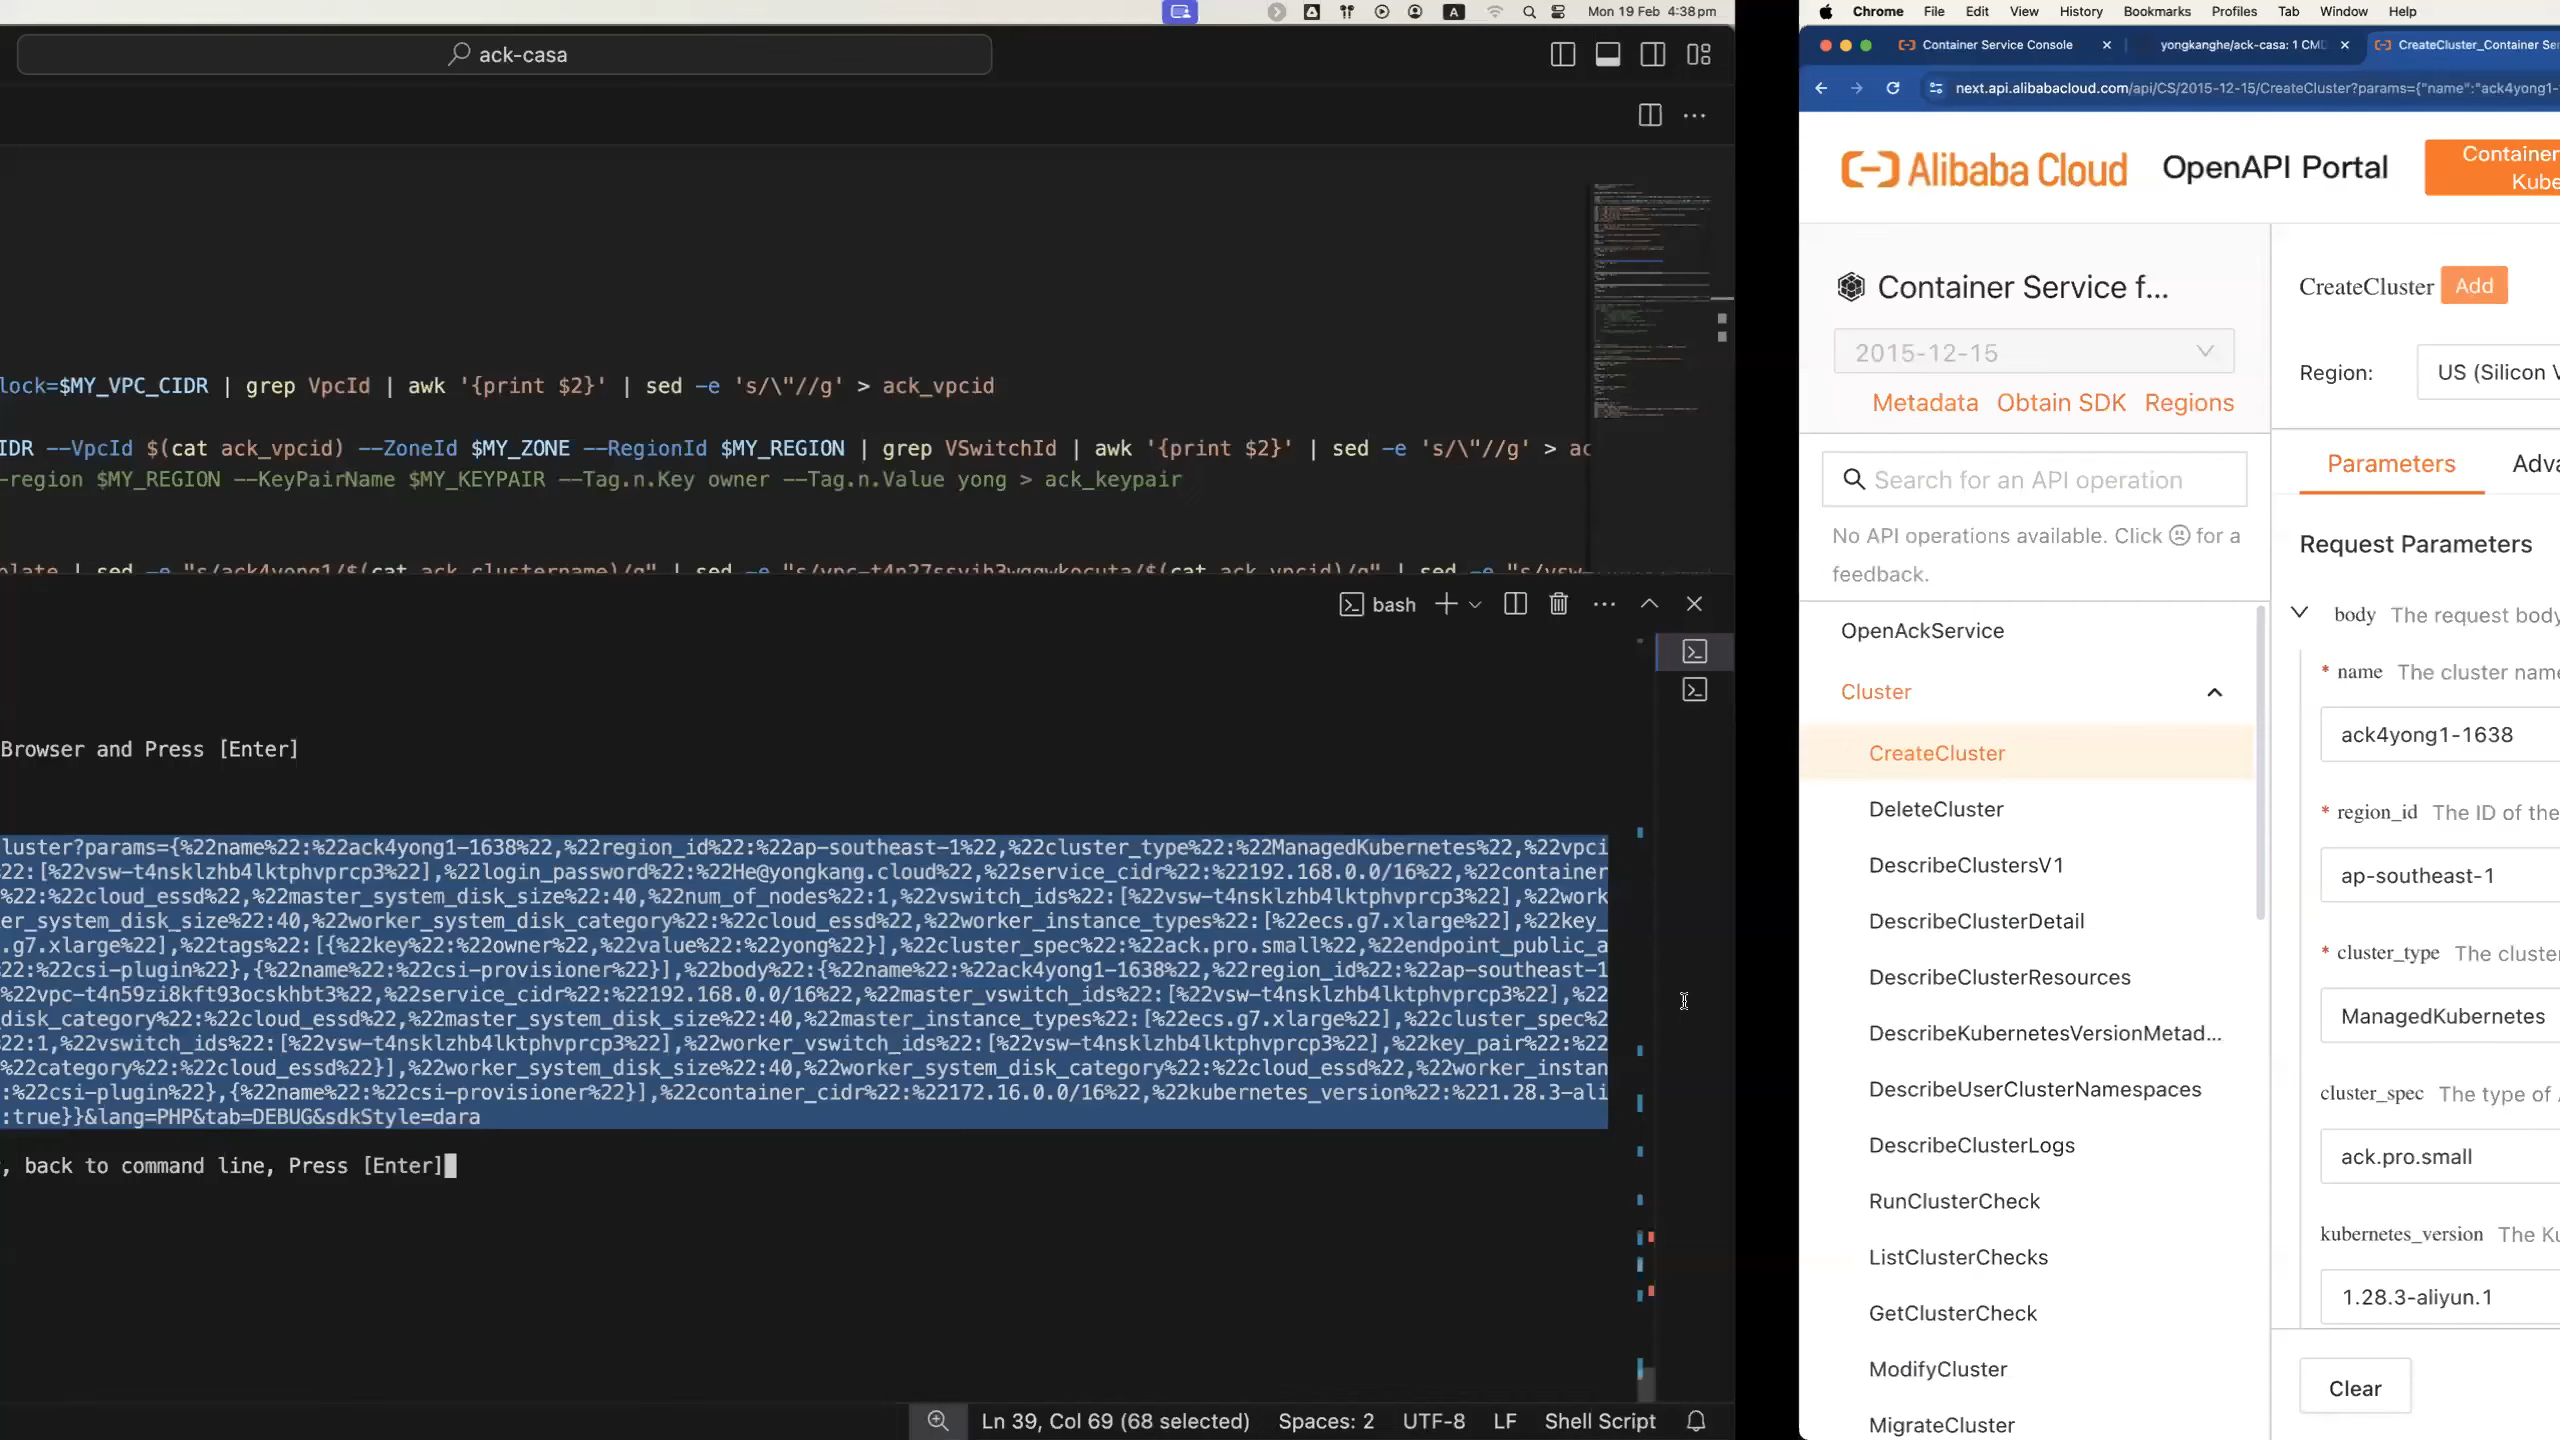 Mon 19 Feb 4:38pm
ack-casa
lock=$MY_VPC_CIDR | grep VpcId | awk '{print $2}' | sed -e 's/\"//g' > ack_vpcid
IDR --VpcId $(cat ack_vpcid) --ZoneId $MY_ZONE --RegionId $MY_REGION | grep VSwitchId | awk '{print $2}' | sed -e 's/\"//g' > ac
-region $MY_REGION --KeyPairName $MY_KEYPAIR --Tag.n.Key owner --Tag.n.Value yong > ack_keypair
plate | sed -e "s/ack4yong1/$(cat ack_clustername)/g" | sed -e "s/vpc-t4n27ssvih3wqgwkocuta/$(cat ack_vpcid)/g" | sed -e "s/vsw-
bash
Browser and Press [Enter]
luster?params={%22name%22:%22ack4yong1-1638%22,%22region_id%22:%22ap-southeast-1%22,%22cluster_type%22:%22ManagedKubernetes%22,%22vpci
22:[%22vsw-t4nsklzhb4lktphvprcp3%22],%22login_password%22:%22He@yongkang.cloud%22,%22service_cidr%22:%22192.168.0.0/16%22,%22container
%22:%22cloud_essd%22,%22master_system_disk_size%22:40,%22num_of_nodes%22:1,%22vswitch_ids%22:[%22vsw-t4nsklzhb4lktphvprcp3%22],%22work
er_system_disk_size%22:40,%22worker_system_disk_category%22:%22cloud_essd%22,%22worker_instance_types%22:[%22ecs.g7.xlarge%22],%22key_
.g7.xlarge%22],%22tags%22:[{%22key%22:%22owner%22,%22value%22:%22yong%22}],%22cluster_spec%22:%22ack.pro.small%22,%22endpoint_public_a
22:%22csi-plugin%22},{%22name%22:%22csi-provisioner%22}],%22body%22:{%22name%22:%22ack4yong1-1638%22,%22region_id%22:%22ap-southeast-1
%22vpc-t4n59zi8kft93ocskhbt3%22,%22service_cidr%22:%22192.168.0.0/16%22,%22master_vswitch_ids%22:[%22vsw-t4nsklzhb4lktphvprcp3%22],%22
_disk_category%22:%22cloud_essd%22,%22master_system_disk_size%22:40,%22master_instance_types%22:[%22ecs.g7.xlarge%22],%22cluster_spec%2
22:1,%22vswitch_ids%22:[%22vsw-t4nsklzhb4lktphvprcp3%22],%22worker_vswitch_ids%22:[%22vsw-t4nsklzhb4lktphvprcp3%22],%22key_pair%22:%22
%22category%22:%22cloud_essd%22}],%22worker_system_disk_size%22:40,%22worker_system_disk_category%22:%22cloud_essd%22,%22worker_instan
:%22csi-plugin%22},{%22name%22:%22csi-provisioner%22}],%22container_cidr%22:%22172.16.0.0/16%22,%22kubernetes_version%22:%221.28.3-ali
:true}}&lang=PHP&tab=DEBUG&sdkStyle=dara
, back to command line, Press [Enter]
Ln 39, Col 69 (68 selected) Spaces: 2 UTF-8 LF Shell Script
Chrome File Edit View History Bookmarks Profiles Tab Window Help
Container Service Console yongkanghe/ack-casa: 1 CMD CreateCluster_Container Se
next.api.alibabacloud.com/api/CS/2015-12-15/CreateCluster?params={"name":"ack4yong1-
Alibaba Cloud OpenAPI Portal
Container
Kube
Container Service f...
2015-12-15
Metadata Obtain SDK Regions
Search for an API operation
No API operations available. Click for a
feedback.
OpenAckService
Cluster
CreateCluster
DeleteCluster
DescribeClustersV1
DescribeClusterDetail
DescribeClusterResources
DescribeKubernetesVersionMetad...
DescribeUserClusterNamespaces
DescribeClusterLogs
RunClusterCheck
ListClusterChecks
GetClusterCheck
ModifyCluster
MigrateCluster
CreateCluster Add
Region: US (Silicon V
Parameters Adva
Request Parameters
body The request body
* name The cluster name
ack4yong1-1638
* region_id The ID of the
ap-southeast-1
* cluster_type The cluste
ManagedKubernetes
cluster_spec The type of
ack.pro.small
kubernetes_version The Ku
1.28.3-aliyun.1
Clear